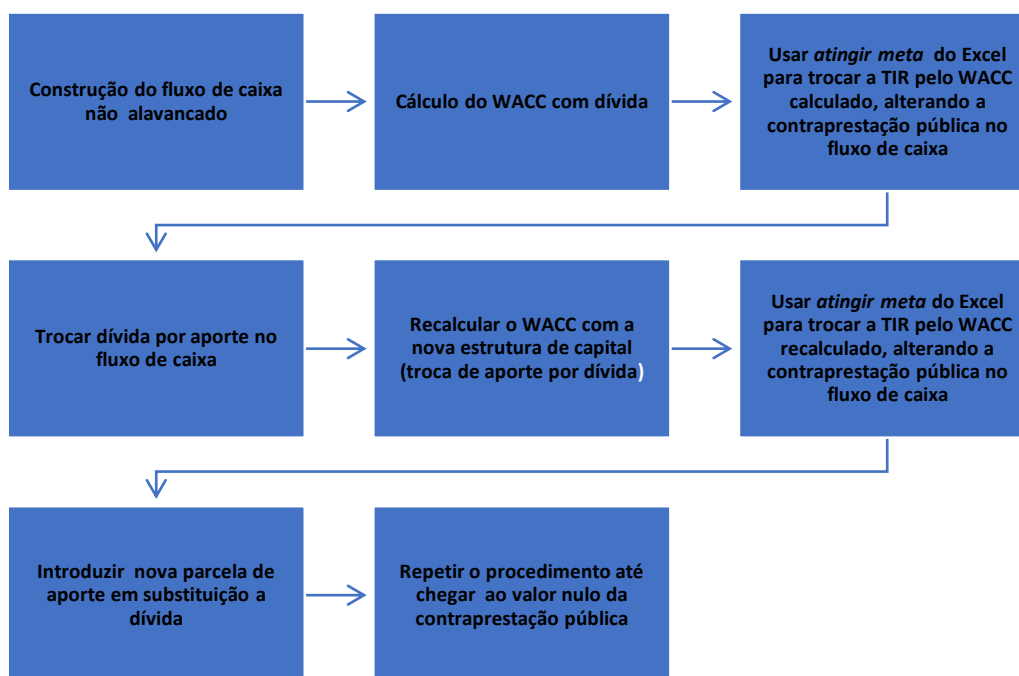 Construção do fluxo de caixa
não alavancado
Cálculo do WACC com dívida
Usar atingir meta do Excel
para trocar a TIR pelo WACC
calculado, alterando a
contraprestação pública no
fluxo de caixa
Trocar dívida por aporte no
fluxo de caixa
Recalcular o WACC com a
nova estrutura de capital
(troca de aporte por dívida)
Usar atingir meta do Excel
para trocar a TIR pelo WACC
recalculado, alterando a
contraprestação pública no
fluxo de caixa
Introduzir nova parcela de
aporte em substituição a
dívida
Repetir o procedimento até
chegar ao valor nulo da
contraprestação pública